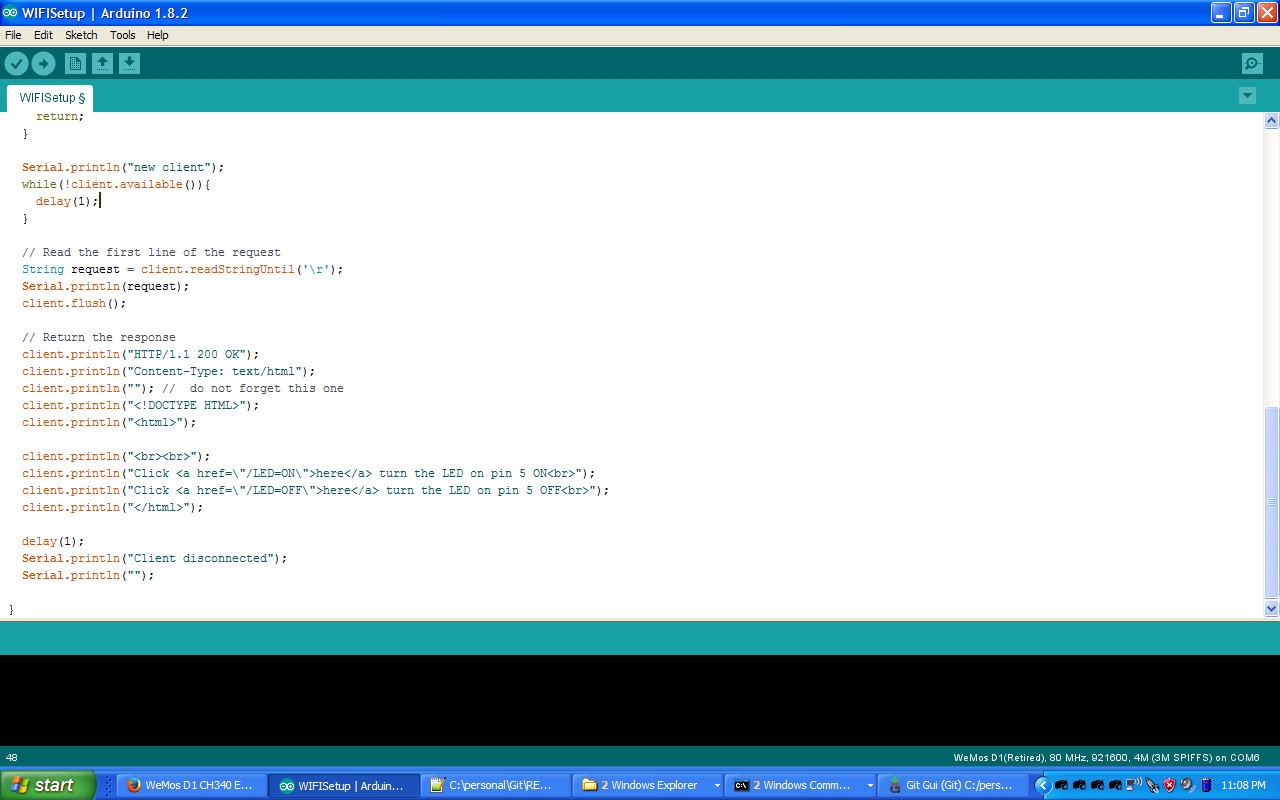 WIFISetup | Arduino 1.8.2
File Edit Sketch Tools Help
WIFISetup §
return;
}
Serial.println("new client");
while(!client.available()){
delay(1);
}
// Read the first line of the request
String request = client.readStringUntil('\r');
Serial.println(request);
client.flush();
// Return the response
client.println("HTTP/1.1 200 OK");
client.println("Content-Type: text/html");
client.println(""); //  do not forget this one
client.println("<!DOCTYPE HTML>");
client.println("<html>");
client.println("<br><br>");
client.println("Click <a href=\"/LED=ON\">here</a> turn the LED on pin 5 ON<br>");
client.println("Click <a href=\"/LED=OFF\">here</a> turn the LED on pin 5 OFF<br>");
client.println("</html>");
delay(1);
Serial.println("Client disconnected");
Serial.println("");
}
48
WeMos D1(Retired), 80 MHz, 921600, 4M (3M SPIFFS) on COM6
start WeMos D1 CH340 E... WIFISetup | Arduin... C:\personal\Git\RE... 2 Windows Explorer 2 Windows Comm... Git Gui (Git) C:/pers... 11:08 PM